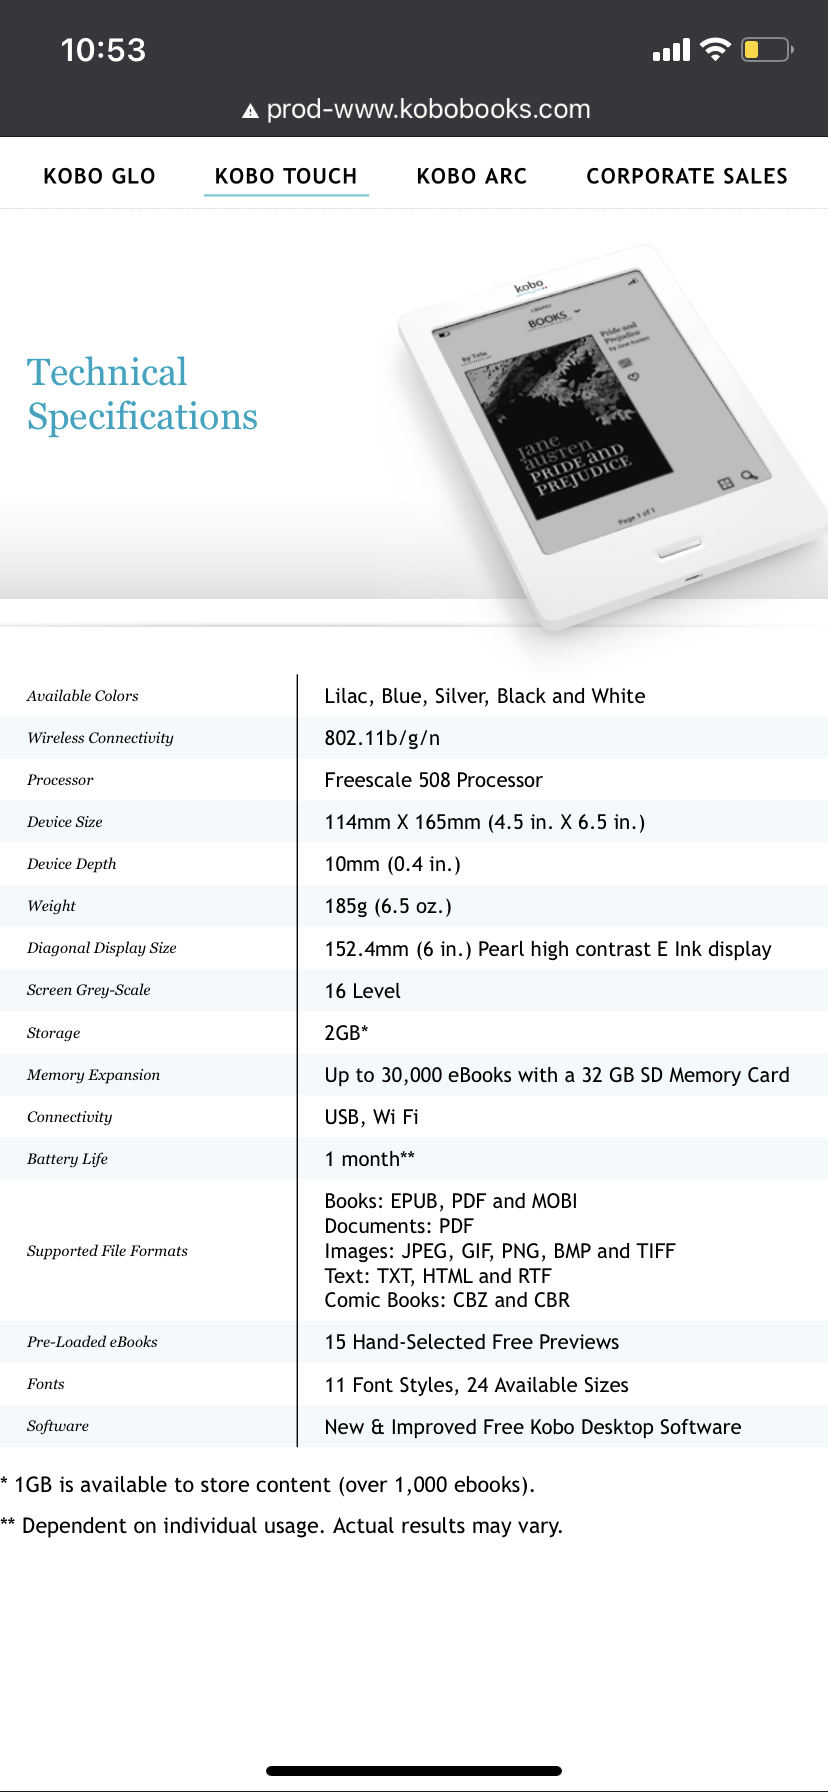 10:53
prod-www.kobobooks.com
KOBO GLO KOBO TOUCH KOBO ARC CORPORATE SALES
Technical
Specifications
kobo
BOOKS
By Title
Pride and
Prejudice
by Jane Austen
Jane
Austen
PRIDE AND
PREJUDICE
Page 1 of 1
Available Colors Lilac, Blue, Silver, Black and White
Wireless Connectivity 802.11b/g/n
Processor Freescale 508 Processor
Device Size 114mm X 165mm (4.5 in. X 6.5 in.)
Device Depth 10mm (0.4 in.)
Weight 185g (6.5 oz.)
Diagonal Display Size 152.4mm (6 in.) Pearl high contrast E Ink display
Screen Grey-Scale 16 Level
Storage 2GB*
Memory Expansion Up to 30,000 eBooks with a 32 GB SD Memory Card
Connectivity USB, Wi Fi
Battery Life 1 month**
Supported File Formats
Books: EPUB, PDF and MOBI
Documents: PDF
Images: JPEG, GIF, PNG, BMP and TIFF
Text: TXT, HTML and RTF
Comic Books: CBZ and CBR
Pre-Loaded eBooks 15 Hand-Selected Free Previews
Fonts 11 Font Styles, 24 Available Sizes
Software New & Improved Free Kobo Desktop Software
* 1GB is available to store content (over 1,000 ebooks).
** Dependent on individual usage. Actual results may vary.